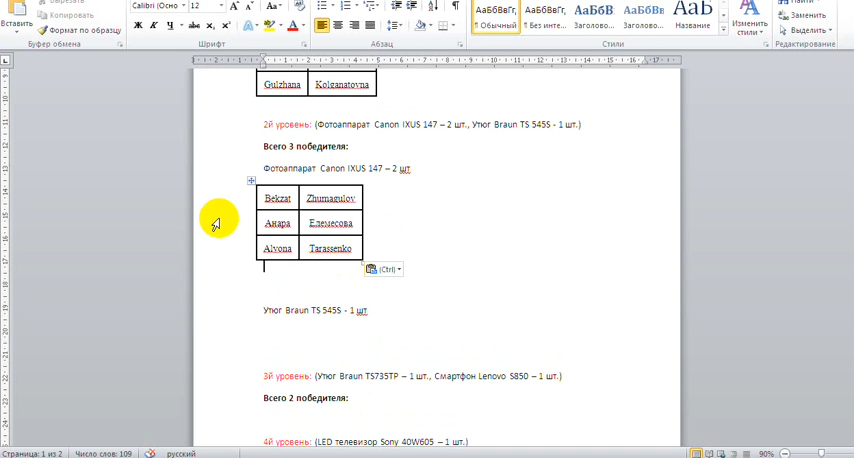 Вырезать
Calibri (Осно 12
Найти
Вставить
Копировать
Формат по образцу
Ж К Ч abc x₂ x²
АаБбВвГг,
АаБбВвГг,
АаБбВ
АаБбВв
АаБ
Обычный
Без инте...
Заголово...
Заголово...
Название
Изменить стили
Заменить
Выделить
Буфер обмена
Шрифт
Абзац
Стили
Редактирование
Gulzhana Kolganatovna
2й уровень: (Фотоаппарат Canon IXUS 147 – 2 шт., Утюг Braun TS 545S - 1 шт.)
Всего 3 победителя:
Фотоаппарат Canon IXUS 147 – 2 шт
Bekzat Zhumagulov
Анара Елемесова
Alyona Tarassenko
(Ctrl)
Утюг Braun TS 545S - 1 шт
3й уровень: (Утюг Braun TS735TP – 1 шт., Смартфон Lenovo S850 – 1 шт.)
Всего 2 победителя:
4й уровень: (LED телевизор Sony 40W605 – 1 шт.)
Страница: 1 из 2 Число слов: 109 русский 90%